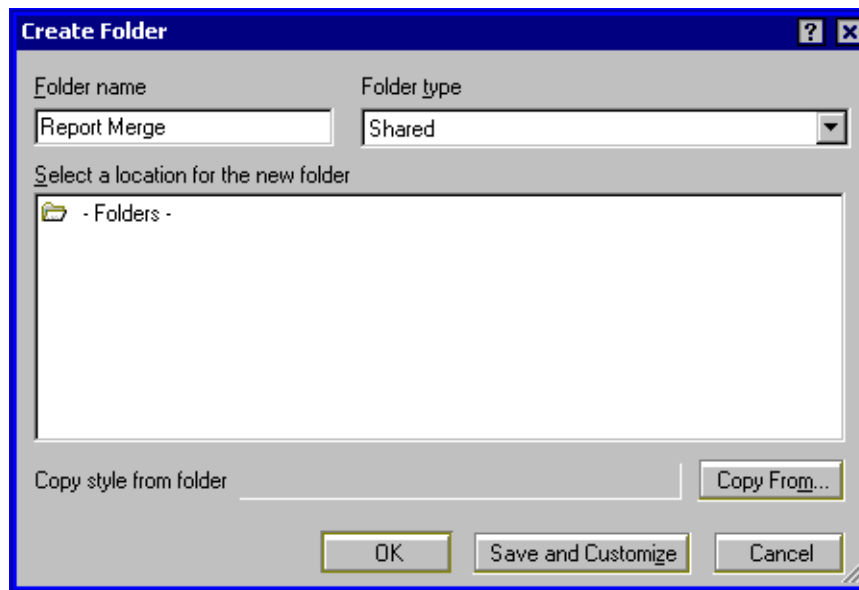 Create Folder
Folder name Folder type
Report Merge Shared
Select a location for the new folder
- Folders -
Copy style from folder Copy From...
OK Save and Customize Cancel